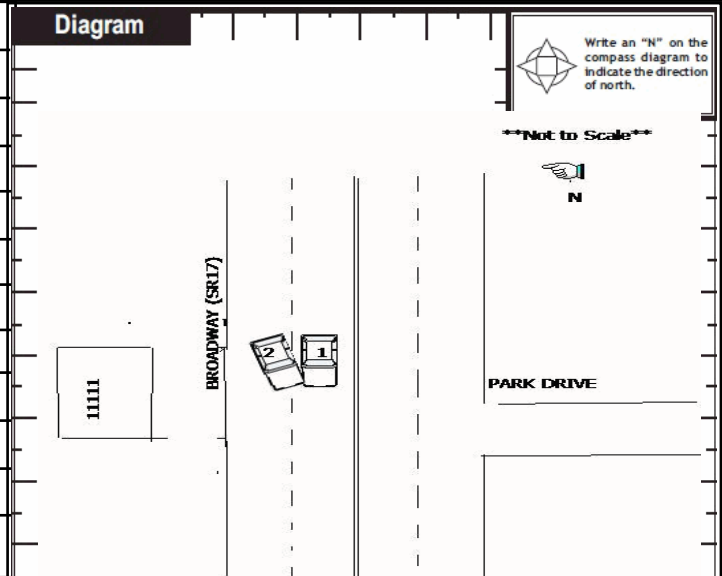 Diagram
Write an “N” on the
compass diagram to
indicate the direction
of north.
**Not to Scale**
N
BROADWAY (SR17)
2
1
11111
PARK DRIVE